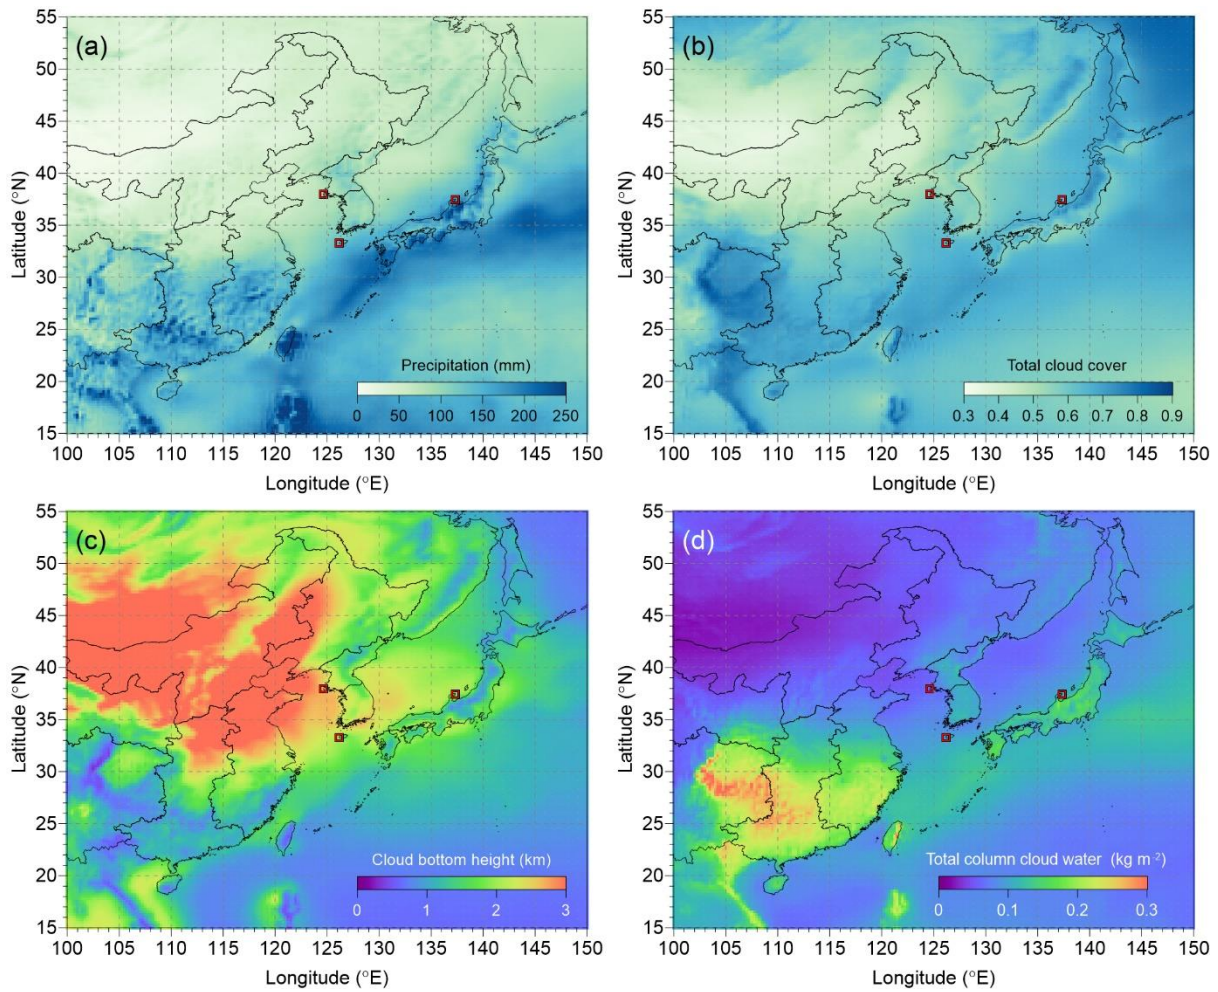 (a)
55
50
45
40
35
30
25
20
15
Latitude (°N)
Precipitation (mm)
0 50 100 150 200 250
100 105 110 115 120 125 130 135 140 145 150
Longitude (°E)
(b)
55
50
45
40
35
30
25
20
15
Latitude (°N)
Total cloud cover
0.3 0.4 0.5 0.6 0.7 0.8 0.9
100 105 110 115 120 125 130 135 140 145 150
Longitude (°E)
(c)
55
50
45
40
35
30
25
20
15
Latitude (°N)
Cloud bottom height (km)
0 1 2 3
100 105 110 115 120 125 130 135 140 145 150
Longitude (°E)
(d)
55
50
45
40
35
30
25
20
15
Latitude (°N)
Total column cloud water (kg m⁻²)
0 0.1 0.2 0.3
100 105 110 115 120 125 130 135 140 145 150
Longitude (°E)